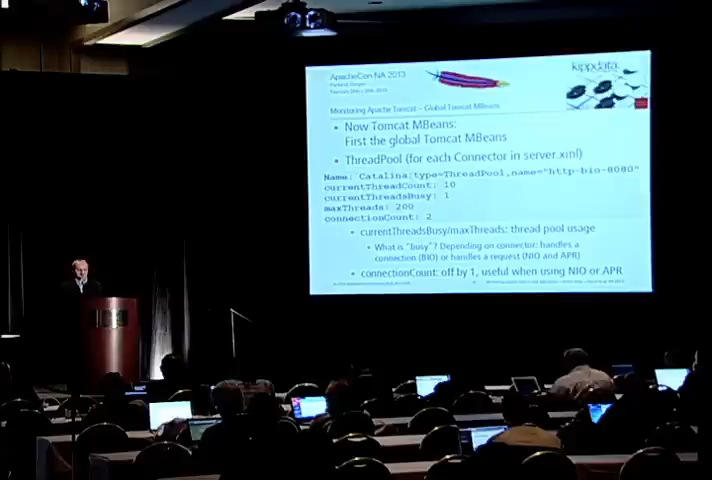 ApacheCon NA 2013
Portland, Oregon
kippdata
Monitoring Apache Tomcat – Global Tomcat MBeans
• Now Tomcat MBeans:
First the global Tomcat MBeans
• ThreadPool (for each Connector in server.xml)
Name: Catalina:type=ThreadPool,name="http-bio-8080"
currentThreadCount: 10
currentThreadsBusy: 1
maxThreads: 200
connectionCount: 2
• currentThreadsBusy/maxThreads: thread pool usage
• What is "busy"? Depending on connector: handles a
connection (BIO) or handles a request (NIO and APR)
• connectionCount: off by 1, useful when using NIO or APR